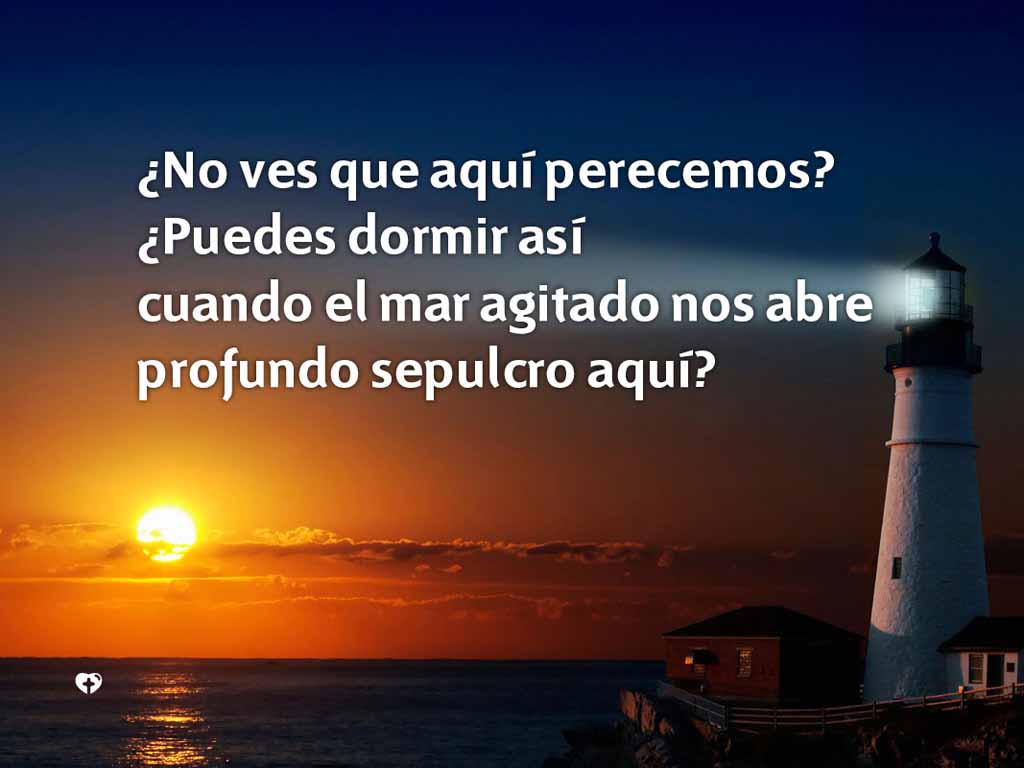 ¿No ves que aquí perecemos?
¿Puedes dormir así
cuando el mar agitado nos abre
profundo sepulcro aquí?